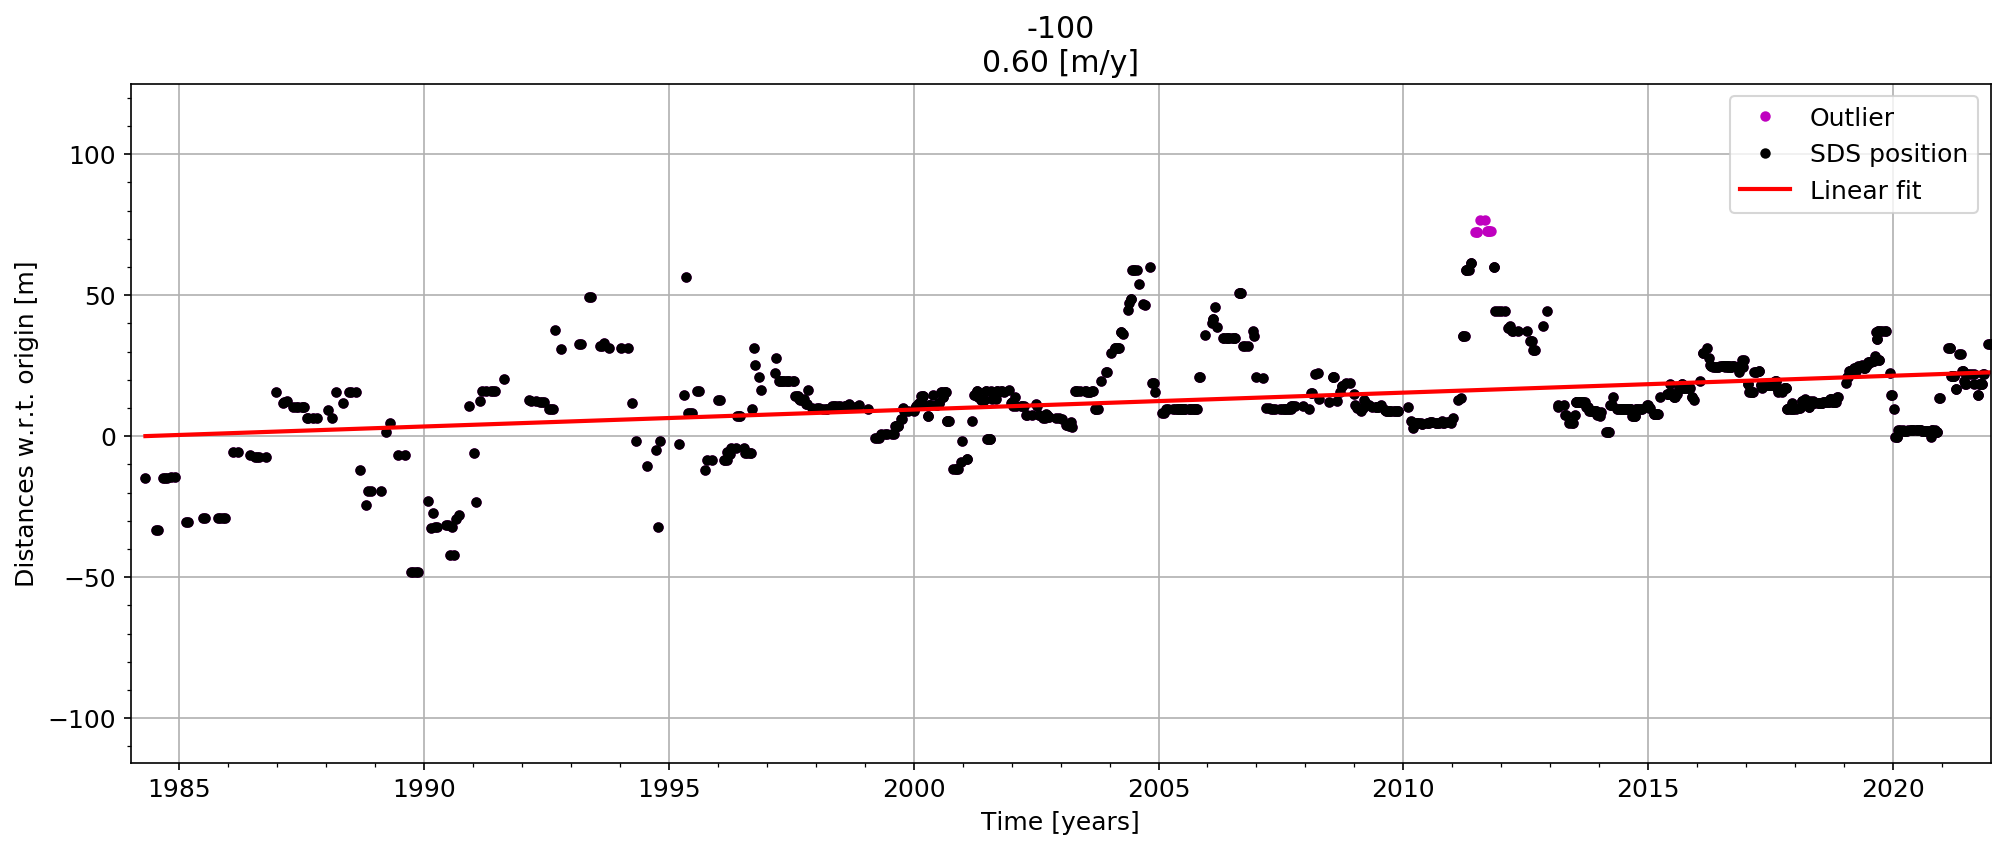 -100
0.60 [m/y]
Outlier
SDS position
Linear fit
Distances w.r.t. origin [m]
100
50
0
−50
−100
1985 1990 1995 2000 2005 2010 2015 2020
Time [years]